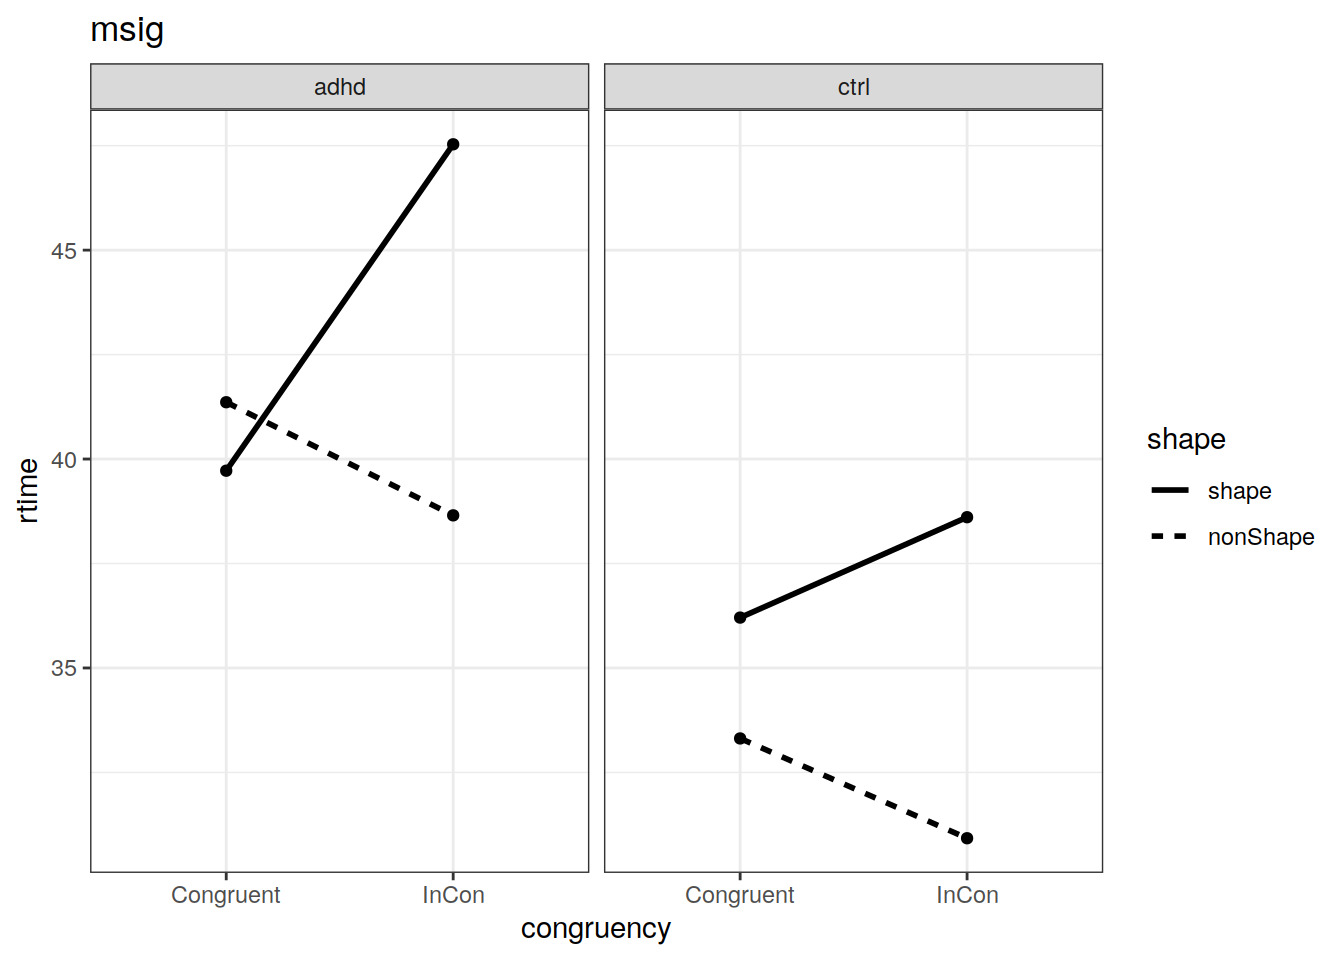 msig
adhd
ctrl
45
40
35
rtime
Congruent
InCon
Congruent
InCon
congruency
shape
shape
nonShape